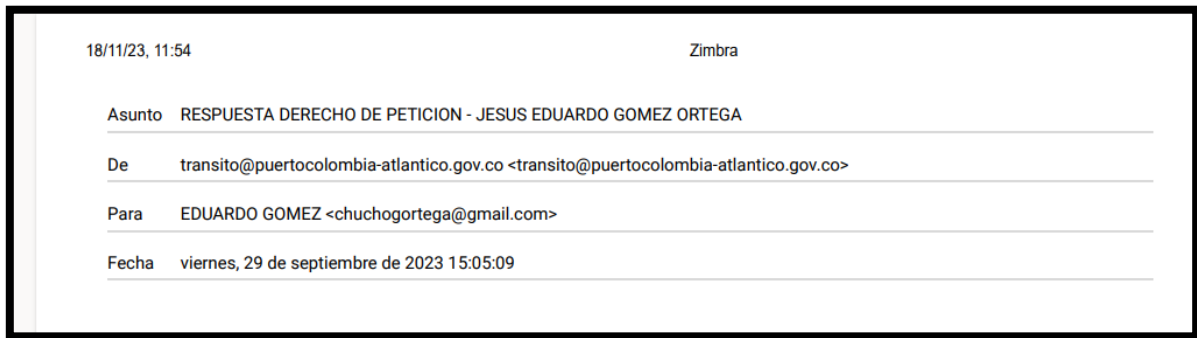 18/11/23, 11:54 Zimbra
Asunto RESPUESTA DERECHO DE PETICION - JESUS EDUARDO GOMEZ ORTEGA
De transito@puertocolombia-atlantico.gov.co <transito@puertocolombia-atlantico.gov.co>
Para EDUARDO GOMEZ <chuchogortega@gmail.com>
Fecha viernes, 29 de septiembre de 2023 15:05:09